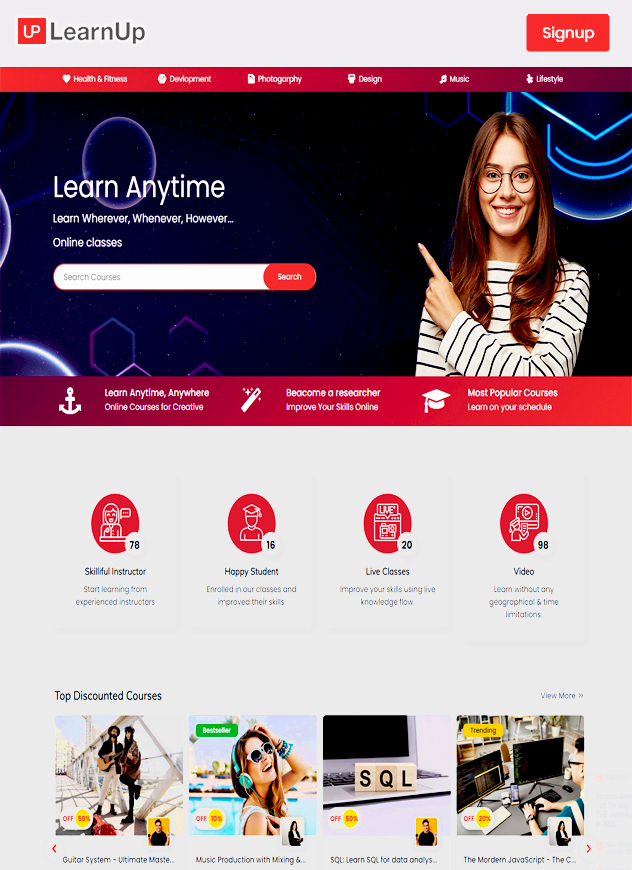 UP LearnUp
Signup
Health & Fitness
Devlopment
Photogarphy
Design
Music
Lifestyle
Learn Anytime
Learn Wherever, Whenever, However...
Online classes
Search Courses
Search
Learn Anytime, Anywhere
Online Courses for Creative
Beacome a researcher
Improve Your Skills Online
Most Popular Courses
Learn on your schedule
78
Skilliful Instructor
Start learning from
experienced instructors
16
Happy Student
Enrolled in our classes and
improved their skills.
LIVE
20
Live Classes
Improve your skills using live
knowledge flow.
98
Video
Learn without any
geographical & time
limitations.
Top Discounted Courses
View More »
OFF 50%
Guitar System - Ultimate Maste...
Bestseller
OFF 10%
Music Production with Mixing &...
SQL
OFF 50%
SQL: Learn SQL for data analys...
Trending
OFF 20%
The Mordern JavaScript - The C...